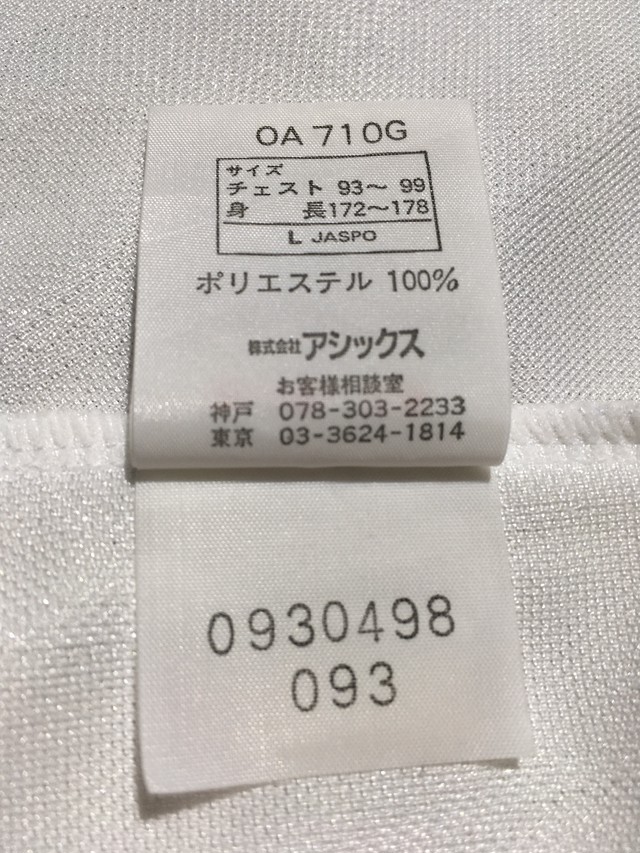 OA710G
サイズ
チェスト 93〜 99
身 長172〜178
L JASPO
ポリエステル 100%
株式会社アシックス
お客様相談室
神戸 078-303-2233
東京 03-3624-1814
0930498
093